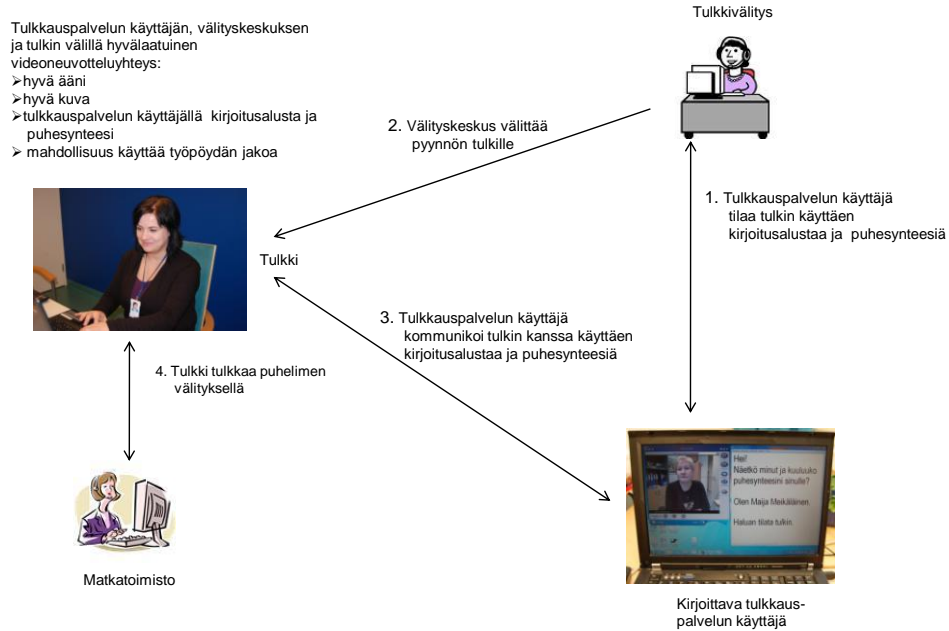 Tulkkauspalvelun käyttäjän, välityskeskuksen
ja tulkin välillä hyvälaatuinen
videoneuvotteluyhteys:
➢hyvä ääni
➢hyvä kuva
➢tulkkauspalvelun käyttäjällä kirjoitusalusta ja
puhesynteesi
➢ mahdollisuus käyttää työpöydän jakoa
Tulkkivälitys
2. Välityskeskus välittää
pyynnön tulkille
1. Tulkkauspalvelun käyttäjä
tilaa tulkin käyttäen
kirjoitusalustaa ja puhesynteesiä
Tulkki
3. Tulkkauspalvelun käyttäjä
kommunikoi tulkin kanssa käyttäen
kirjoitusalustaa ja puhesynteesiä
4. Tulkki tulkkaa puhelimen
välityksellä
Hei!
Näetkö minut ja kuuluuko
puhesynteesini sinulle?
Olen Maija Meikäläinen.
Haluan tilata tulkin.
Matkatoimisto
Kirjoittava tulkkaus-
palvelun käyttäjä